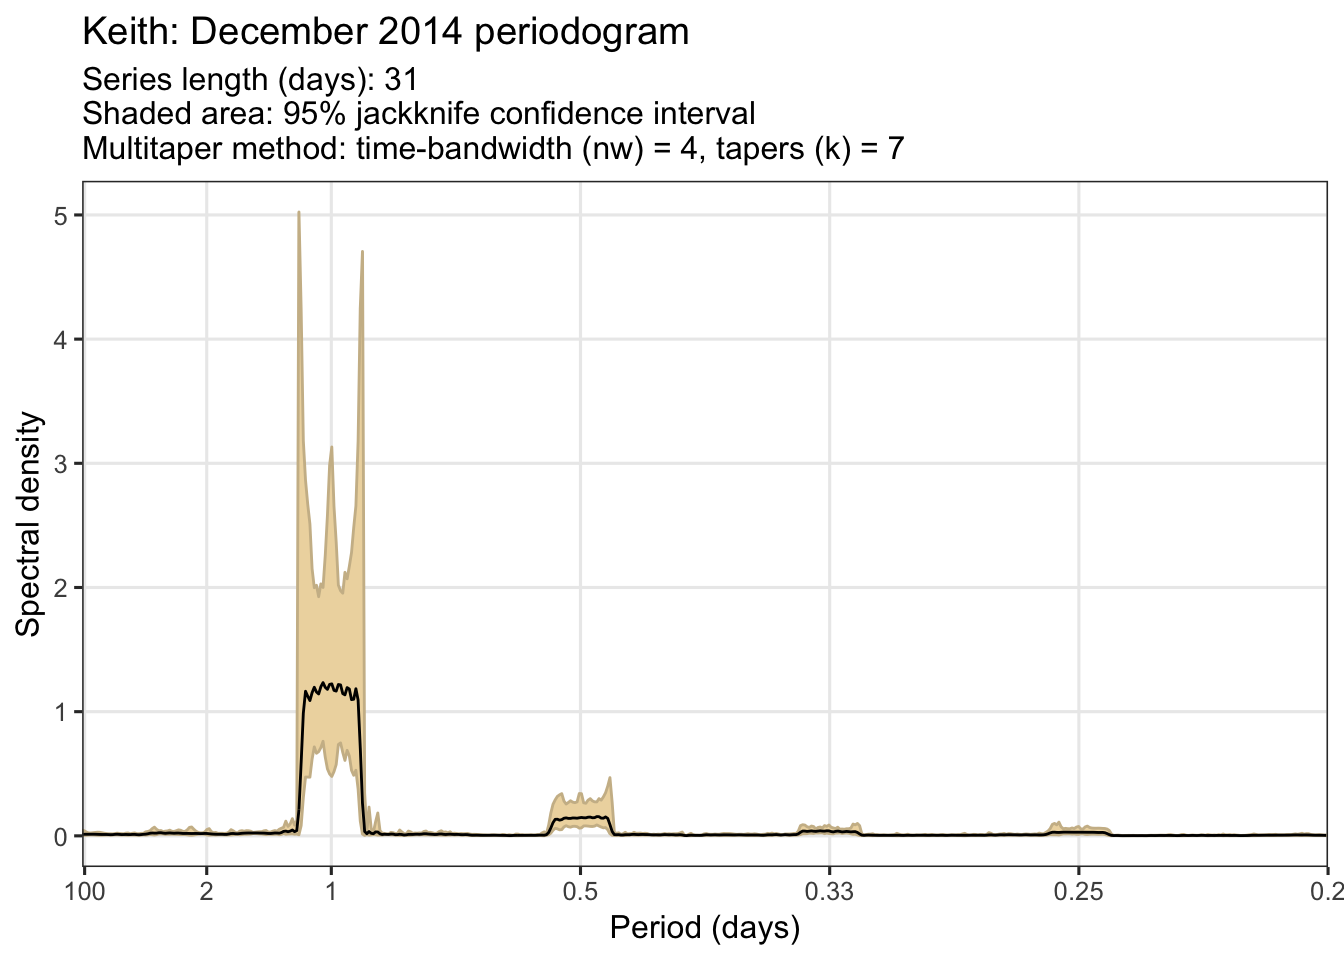 Keith: December 2014 periodogram
Series length (days): 31
Shaded area: 95% jackknife confidence interval
Multitaper method: time-bandwidth (nw) = 4, tapers (k) = 7
5
4
3
2
1
0
Spectral density
100 2 1 0.5 0.33 0.25 0.2
Period (days)